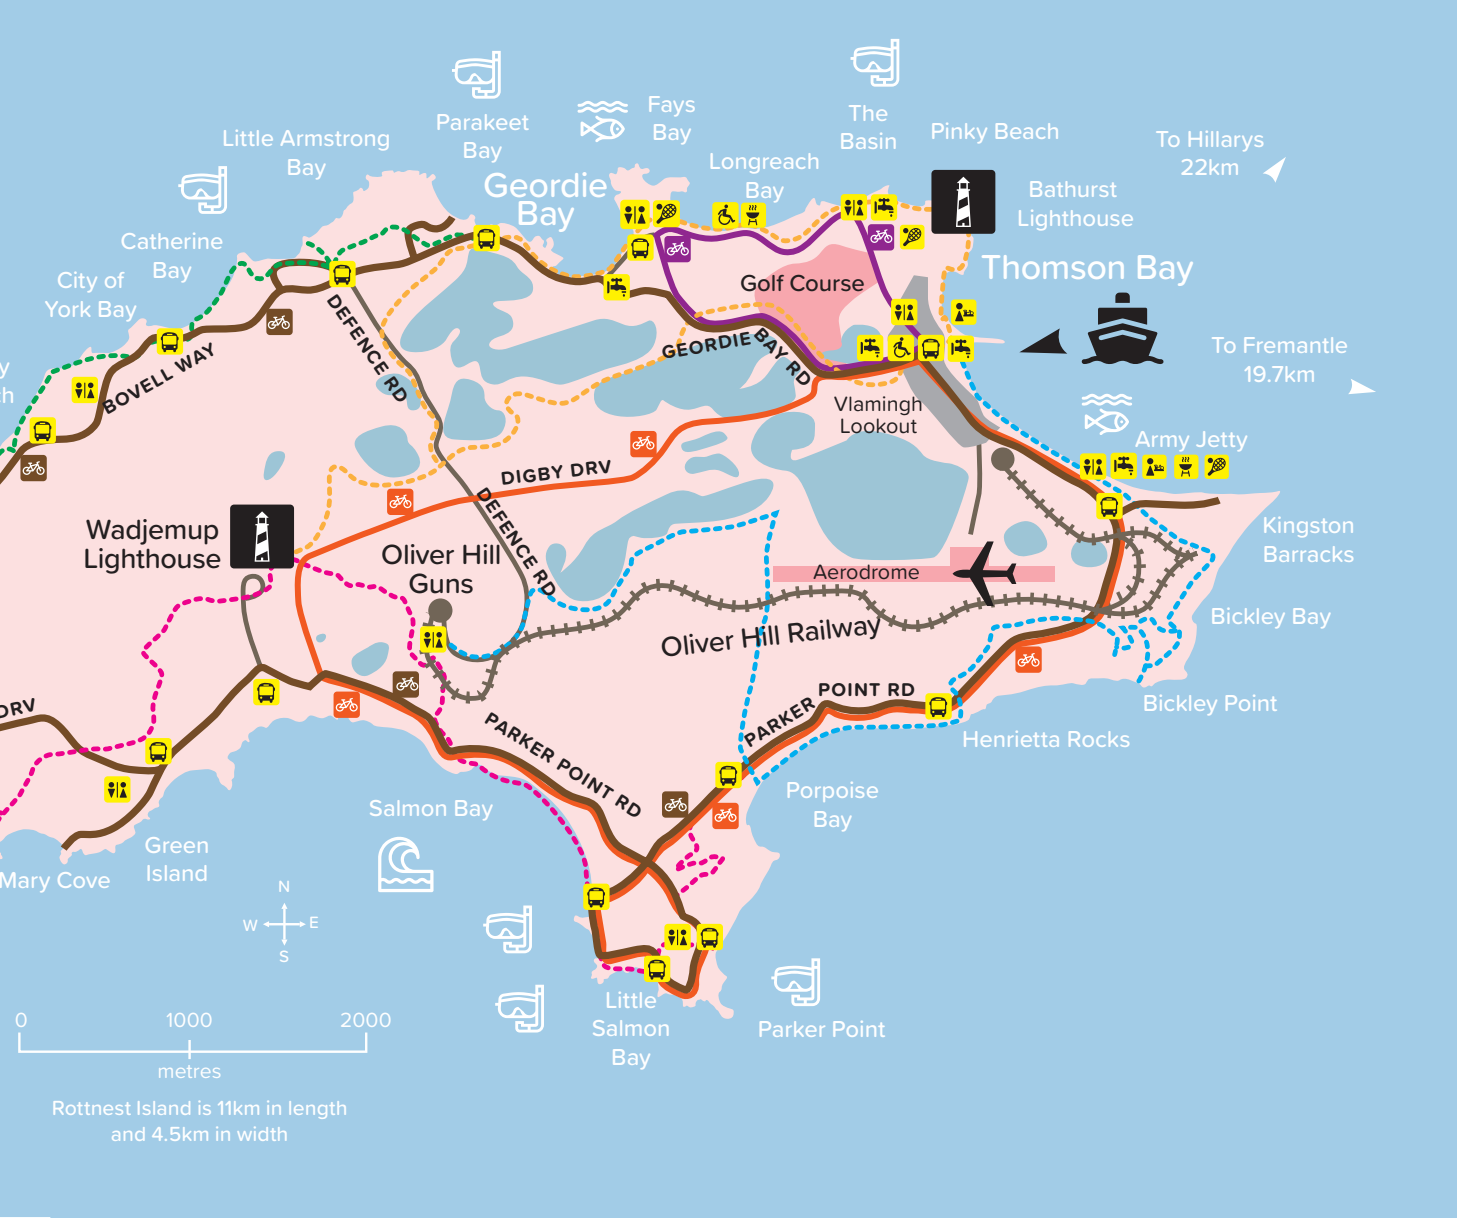 Little Armstrong
Bay
Parakeet
Bay
Fays
Bay
The
Basin
Pinky Beach
To Hillarys
22km
Longreach
Bay
Geordie
Bay
Bathurst
Lighthouse
Catherine
Bay
City of
York Bay
Golf Course
Thomson Bay
DEFENCE RD
GEORDIE BAY RD
To Fremantle
19.7km
BOVELL WAY
y
ch
Vlamingh
Lookout
Army Jetty
DIGBY DRV
DEFENCE RD
Wadjemup
Lighthouse
Oliver Hill
Guns
Aerodrome
Kingston
Barracks
Bickley Bay
Oliver Hill Railway
DRV
PARKER POINT RD
Bickley Point
PARKER POINT RD
Henrietta Rocks
Salmon Bay
Porpoise
Bay
Green
Island
Mary Cove
N
W
E
S
Little
Salmon
Bay
Parker Point
0 1000 2000
metres
Rottnest Island is 11km in length
and 4.5km in width